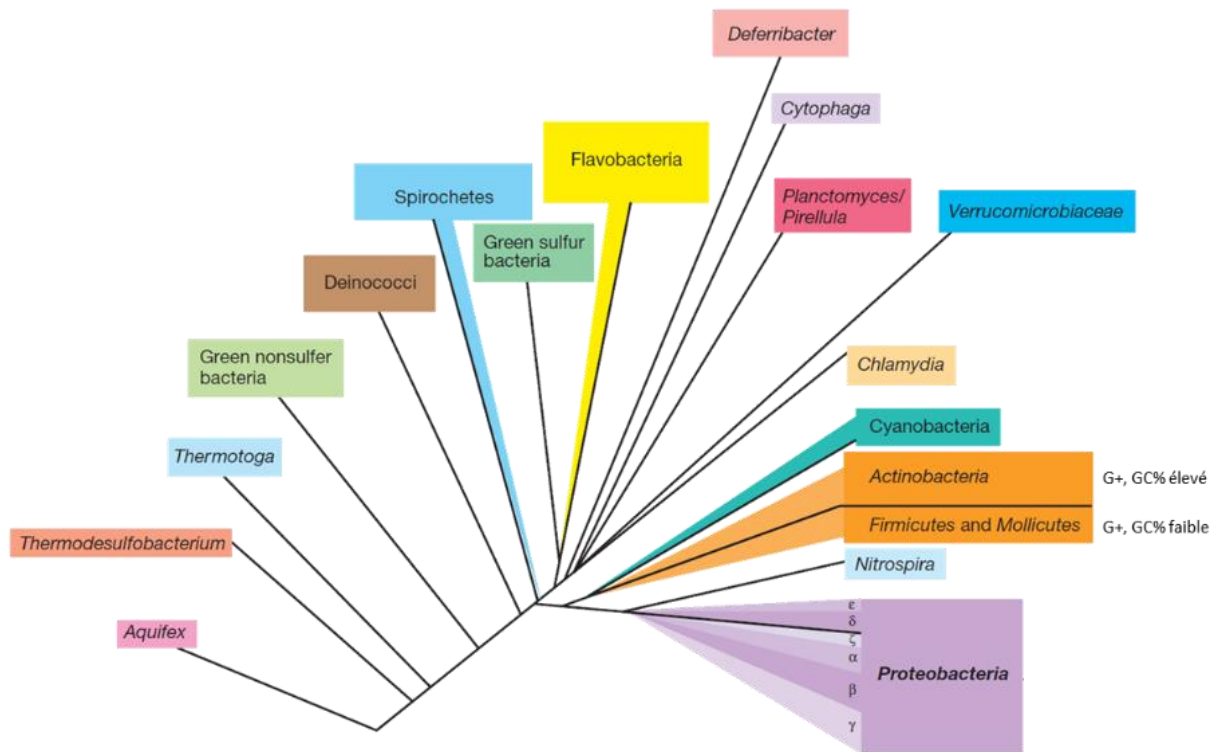 Deferribacter
Cytophaga
Flavobacteria
Spirochetes
Planctomyces/
Pirellula
Verrucomicrobiaceae
Green sulfur
bacteria
Deinococci
Green nonsulfer
bacteria
Chlamydia
Cyanobacteria
Thermotoga
Actinobacteria
G+, GC% élevé
Firmicutes and Mollicutes
G+, GC% faible
Thermodesulfobacterium
Nitrospira
Aquifex
ε
δ
ζ
α
β
γ
Proteobacteria